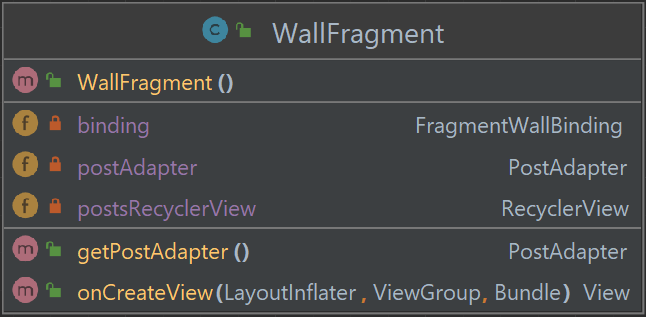 C WallFragment
m WallFragment()
f binding FragmentWallBinding
f postAdapter PostAdapter
f postsRecyclerView RecyclerView
m getPostAdapter() PostAdapter
m onCreateView(LayoutInflater, ViewGroup, Bundle) View